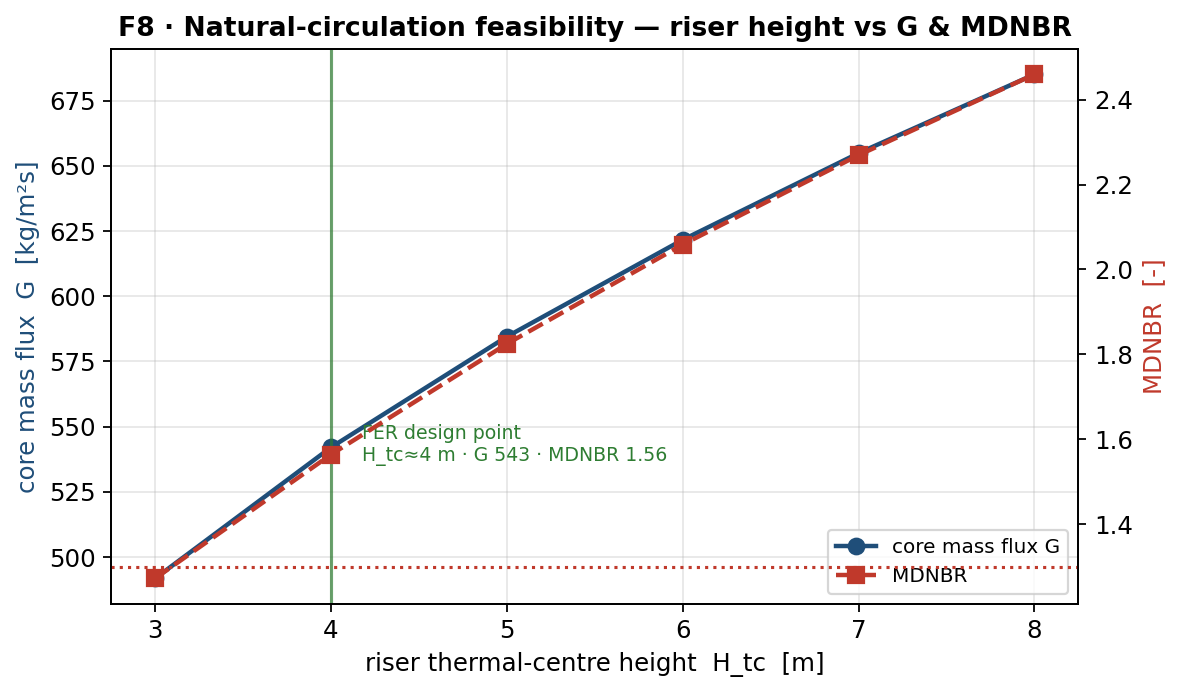 F8 · Natural-circulation feasibility — riser height vs G & MDNBR
core mass flux G [kg/m²s]
675
650
625
600
575
550
525
500
2.4
2.2
2.0
1.8
1.6
1.4
MDNBR [-]
FER design point
H_tc≈4 m · G 543 · MDNBR 1.56
core mass flux G
MDNBR
3 4 5 6 7 8
riser thermal-centre height H_tc [m]